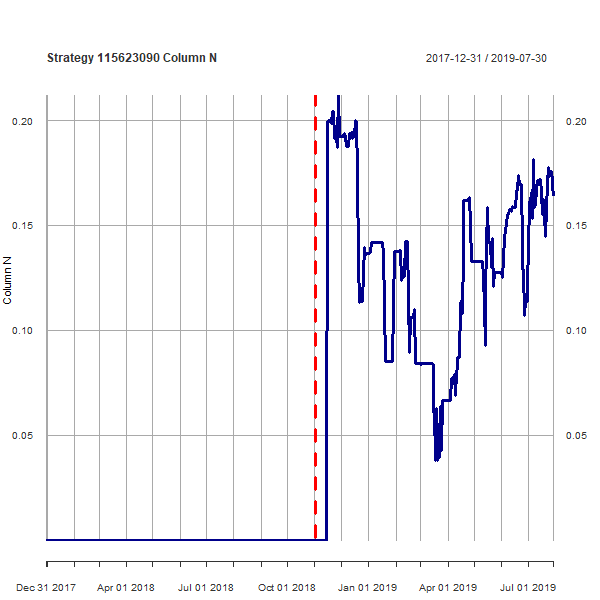 Strategy 115623090 Column N
2017-12-31 / 2019-07-30
0.20 0.20
0.15 0.15
Column N
0.10 0.10
0.05 0.05
Dec 31 2017 Apr 01 2018 Jul 01 2018 Oct 01 2018 Jan 01 2019 Apr 01 2019 Jul 01 2019